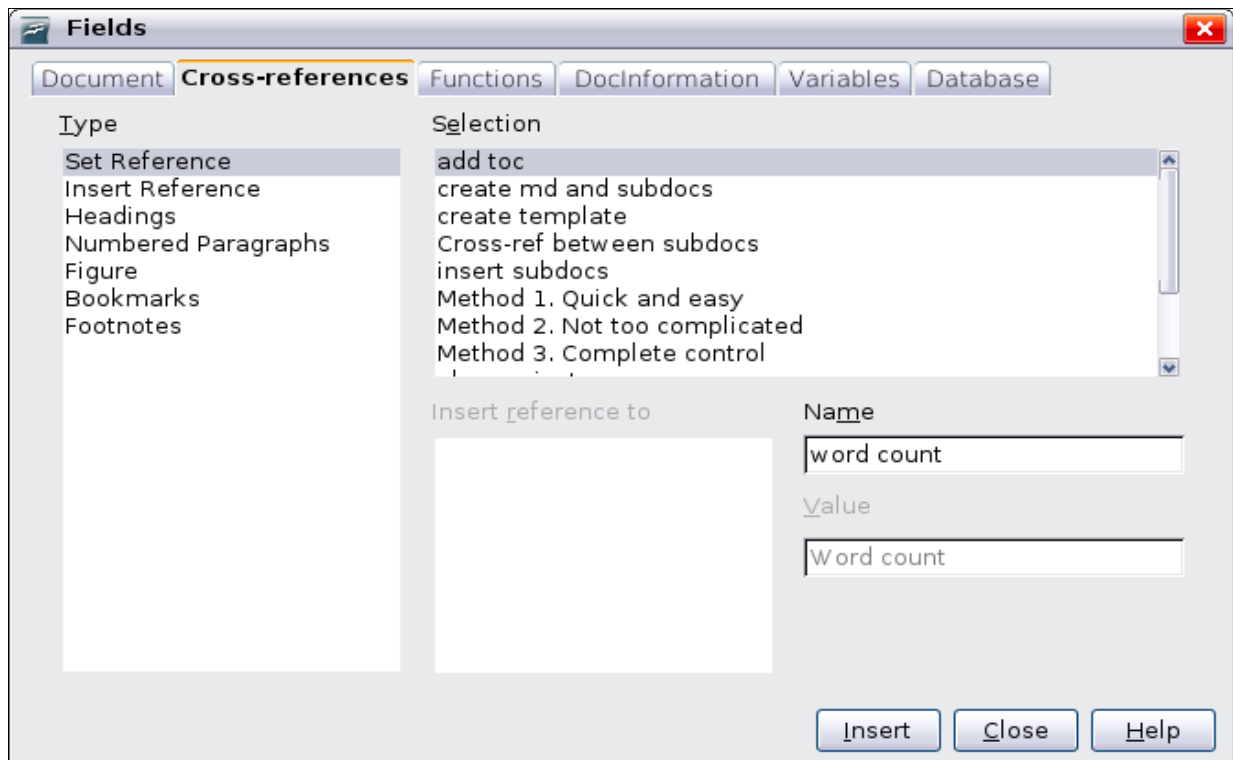 Fields
Document Cross-references Functions DocInformation Variables Database
Type
Set Reference
Insert Reference
Headings
Numbered Paragraphs
Figure
Bookmarks
Footnotes
Selection
add toc
create md and subdocs
create template
Cross-ref between subdocs
insert subdocs
Method 1. Quick and easy
Method 2. Not too complicated
Method 3. Complete control
Insert reference to
Name
word count
Value
Word count
Insert Close Help